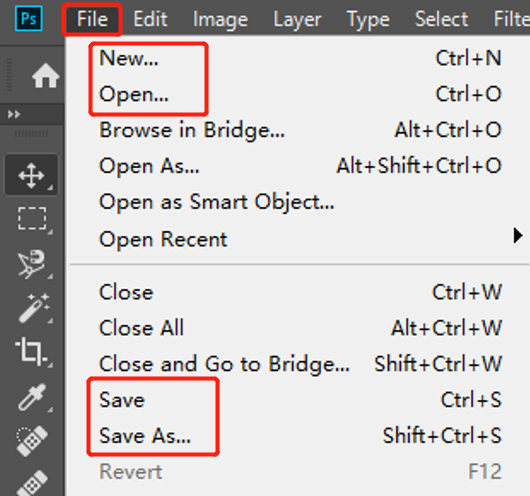 Ps File Edit Image Layer Type Select Filte
New... Ctrl+N
Open... Ctrl+O
Browse in Bridge... Alt+Ctrl+O
Open As... Alt+Shift+Ctrl+O
Open as Smart Object...
Open Recent
Close Ctrl+W
Close All Alt+Ctrl+W
Close and Go to Bridge... Shift+Ctrl+W
Save Ctrl+S
Save As... Shift+Ctrl+S
Revert F12